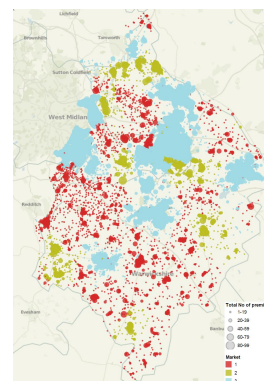 Lichfield
Brownhills
Tamworth
Sutton Coldfield
West Midlan
Redditch
Warwickshire
Evesham
Total No of premi
1-19
20-39
40-59
60-79
80-99
Market
1
2